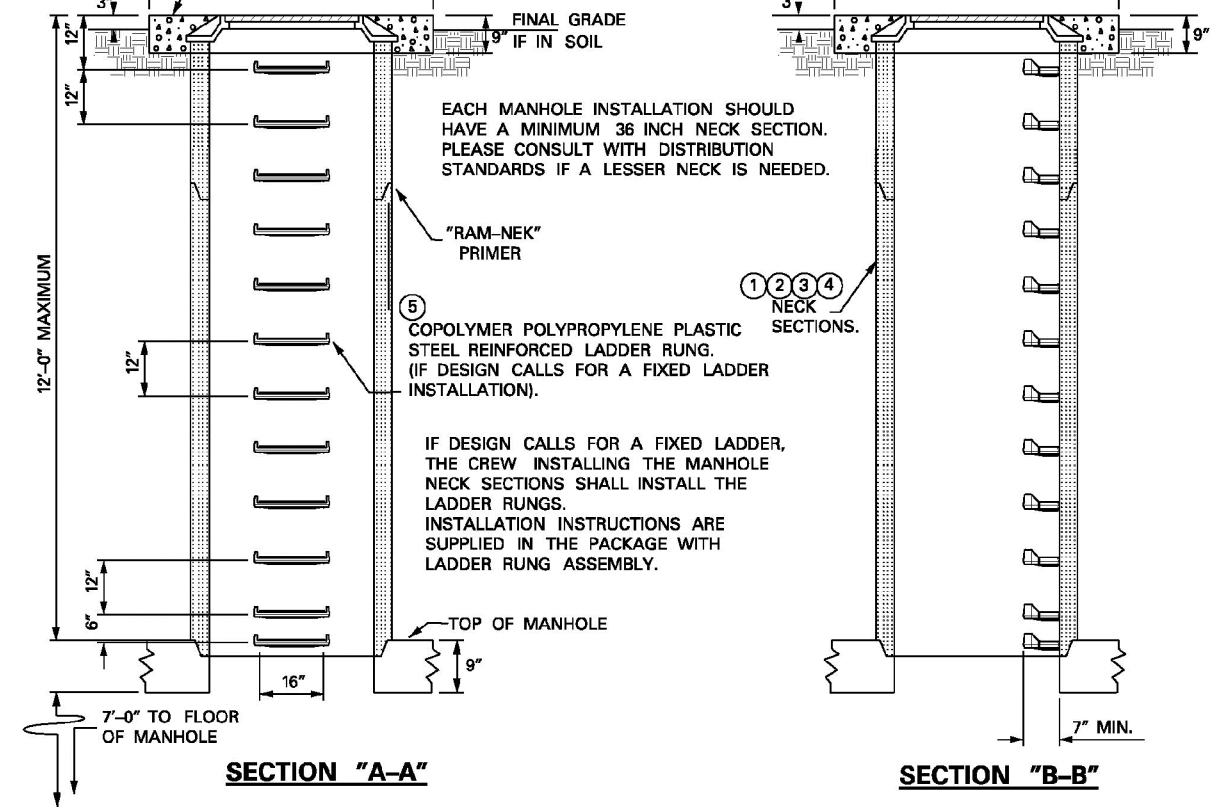 3"
12"
12"
FINAL GRADE
IF IN SOIL
9"
3"
9"
EACH MANHOLE INSTALLATION SHOULD
HAVE A MINIMUM 36 INCH NECK SECTION.
PLEASE CONSULT WITH DISTRIBUTION
STANDARDS IF A LESSER NECK IS NEEDED.
"RAM-NEK"
PRIMER
12'-0" MAXIMUM
1 2 3 4
NECK
SECTIONS.
5
COPOLYMER POLYPROPYLENE PLASTIC
STEEL REINFORCED LADDER RUNG.
(IF DESIGN CALLS FOR A FIXED LADDER
INSTALLATION).
12"
IF DESIGN CALLS FOR A FIXED LADDER,
THE CREW INSTALLING THE MANHOLE
NECK SECTIONS SHALL INSTALL THE
LADDER RUNGS.
INSTALLATION INSTRUCTIONS ARE
SUPPLIED IN THE PACKAGE WITH
LADDER RUNG ASSEMBLY.
12"
6"
TOP OF MANHOLE
9"
16"
7'-0" TO FLOOR
OF MANHOLE
7" MIN.
SECTION "A-A"
SECTION "B-B"